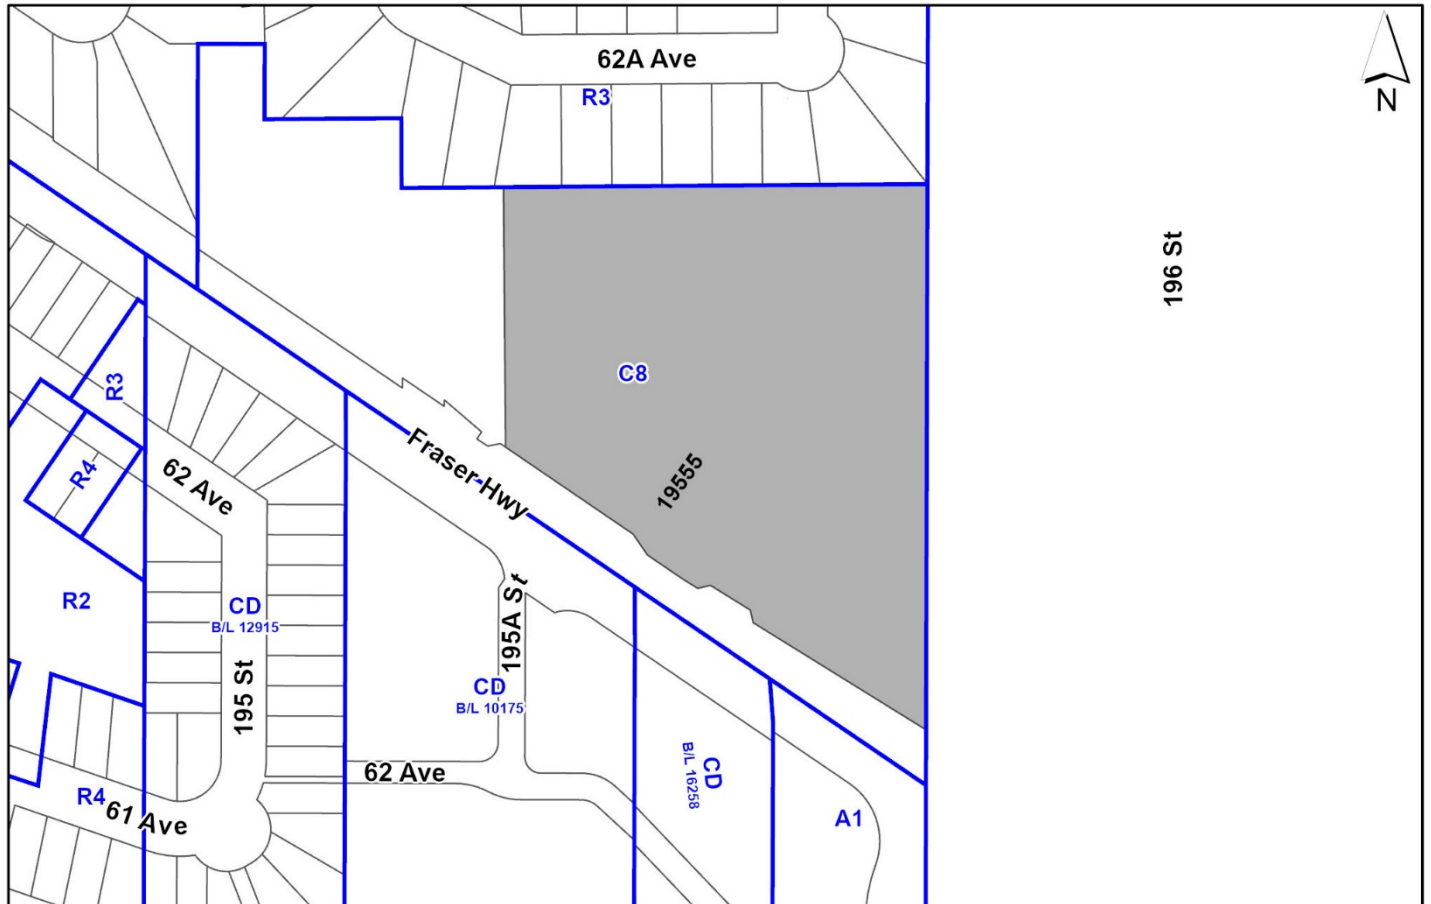 62A Ave
R3
N
196 St
C8
R3
Fraser Hwy
19555
R4
62 Ave
R2
CD
B/L 12915
195A St
195 St
CD
B/L 10175
62 Ave
CD
B/L 16258
R4
61 Ave
A1